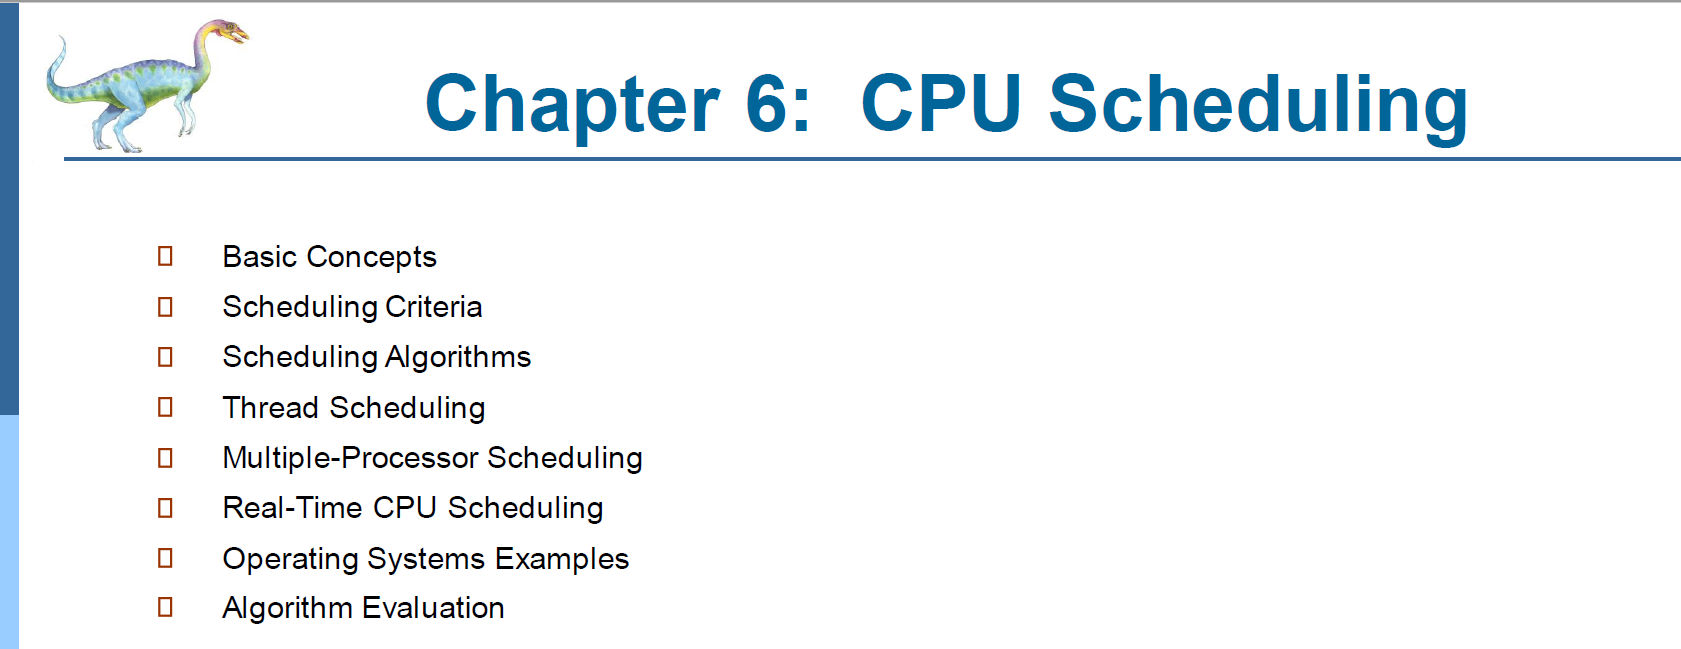 Chapter 6: CPU Scheduling
Basic Concepts
Scheduling Criteria
Scheduling Algorithms
Thread Scheduling
Multiple-Processor Scheduling
Real-Time CPU Scheduling
Operating Systems Examples
Algorithm Evaluation